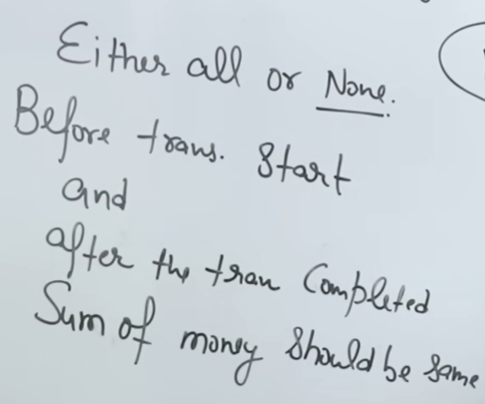 Either all or None.
Before trans. Start
and
after the tran Completed
Sum of money should be same